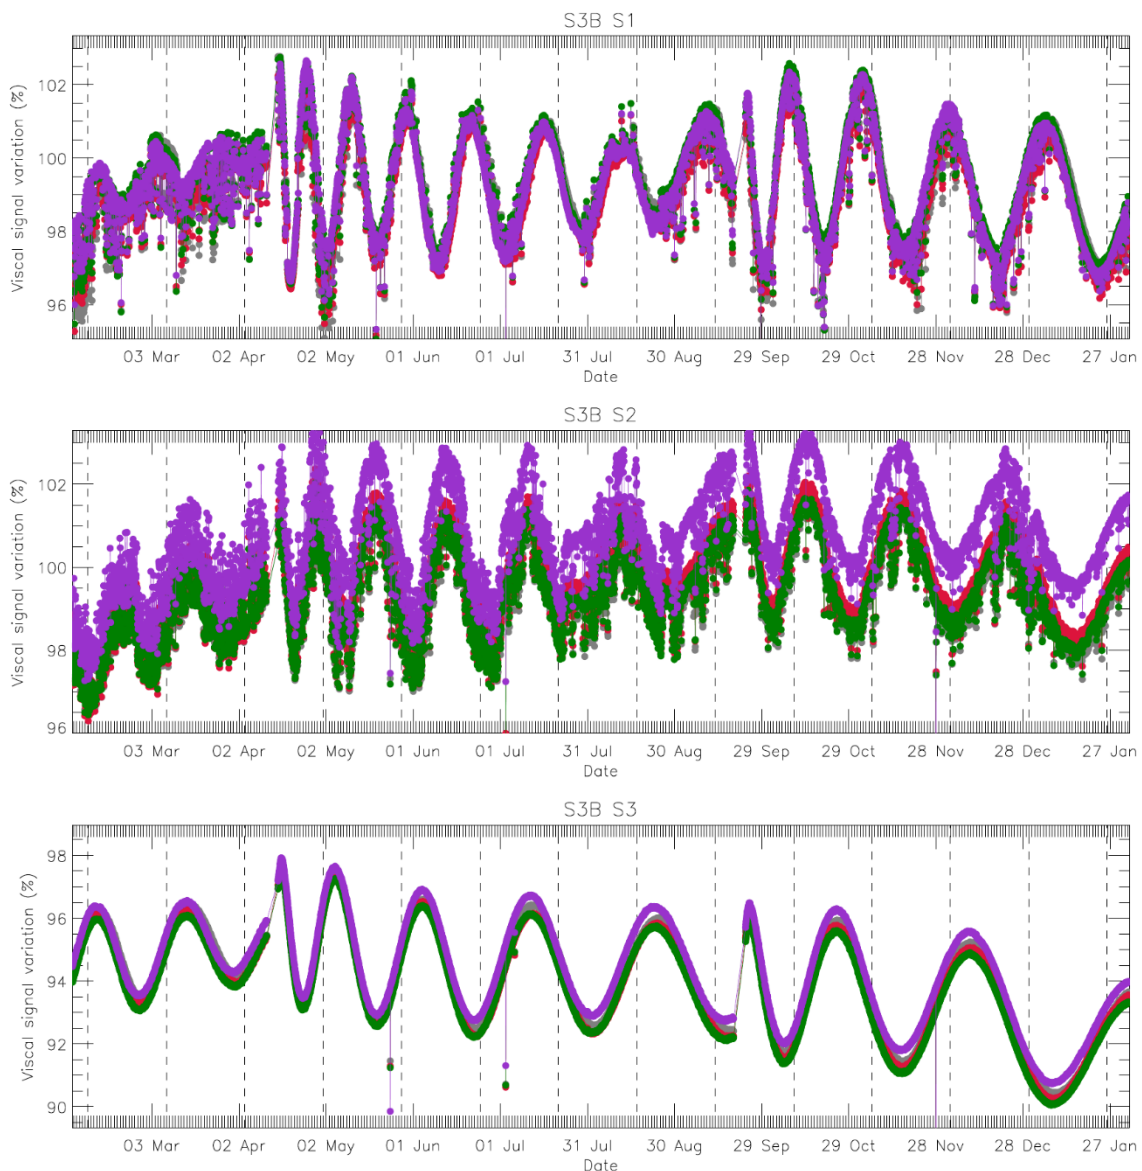 S3B S1
Viscal signal variation (%)
102
100
98
96
03 Mar 02 Apr 02 May 01 Jun 01 Jul 31 Jul 30 Aug 29 Sep 29 Oct 28 Nov 28 Dec 27 Jan
Date
S3B S2
Viscal signal variation (%)
102
100
98
96
03 Mar 02 Apr 02 May 01 Jun 01 Jul 31 Jul 30 Aug 29 Sep 29 Oct 28 Nov 28 Dec 27 Jan
Date
S3B S3
Viscal signal variation (%)
98
96
94
92
90
03 Mar 02 Apr 02 May 01 Jun 01 Jul 31 Jul 30 Aug 29 Sep 29 Oct 28 Nov 28 Dec 27 Jan
Date